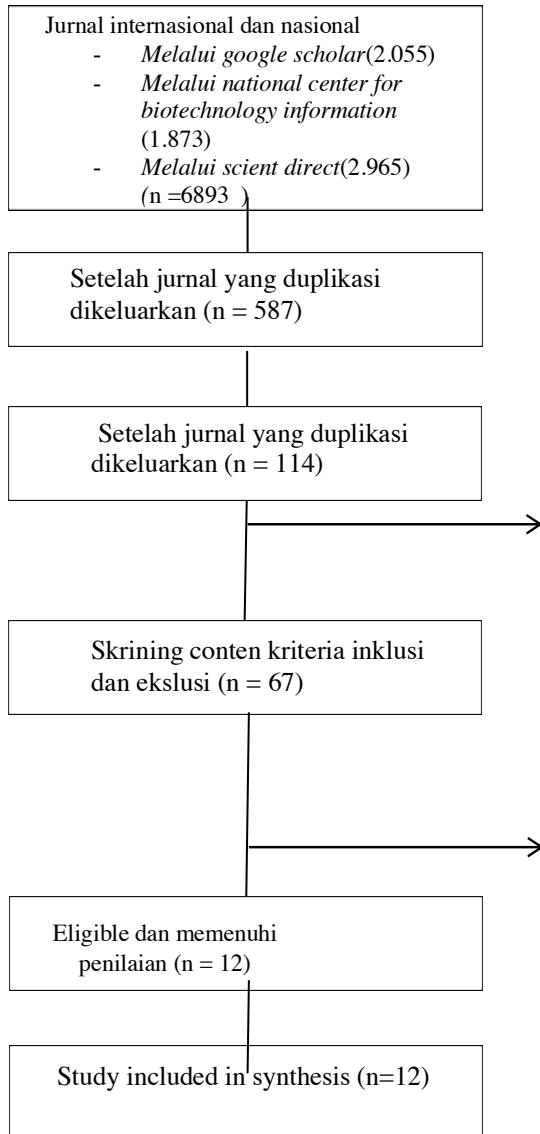 Jurnal internasional dan nasional
- Melalui google scholar(2.055)
- Melalui national center for
biotechnology information
(1.873)
- Melalui scient direct(2.965)
(n =6893 )
Setelah jurnal yang duplikasi
dikeluarkan (n = 587)
Setelah jurnal yang duplikasi
dikeluarkan (n = 114)
Skrining conten kriteria inklusi
dan ekslusi (n = 67)
Eligible dan memenuhi
penilaian (n = 12)
Study included in synthesis (n=12)